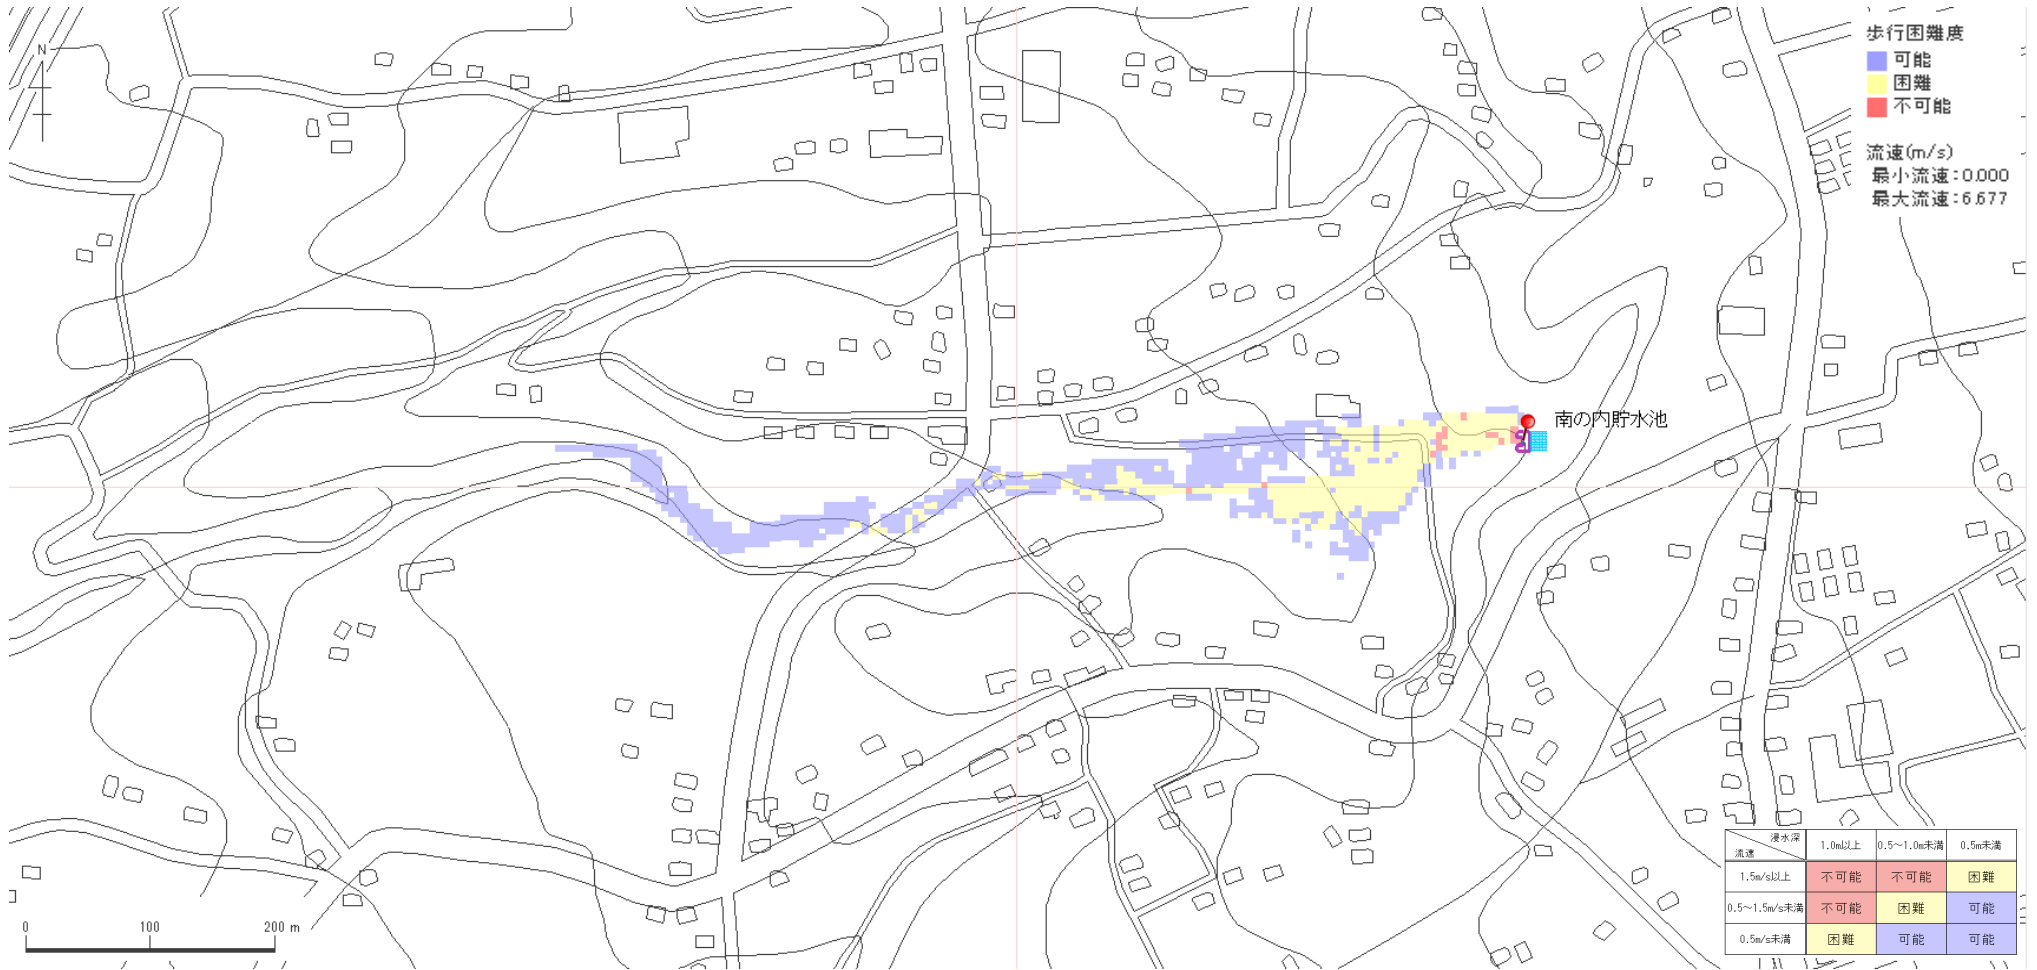 N
歩行困難度
可能
困難
不可能
流速(m/s)
最小流速:0.000
最大流速:6.677
南の内貯水池
浸水深
流速
1.0m以上
0.5～1.0m未満
0.5m未満
1.5m/s以上
不可能
不可能
困難
0.5～1.5m/s未満
不可能
困難
可能
0.5m/s未満
困難
可能
可能
0
100
200 m